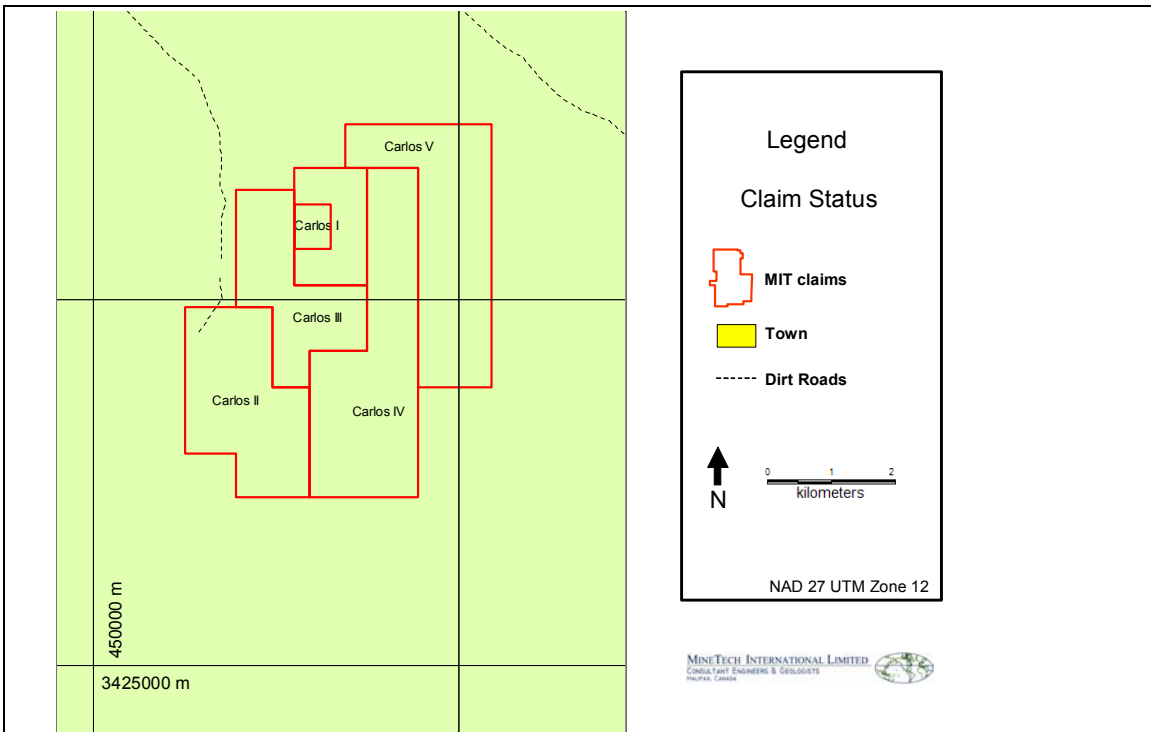 Carlos V
Carlos I
Carlos III
Carlos II
Carlos IV
450000 m
3425000 m
Legend
Claim Status
MIT claims
Town
Dirt Roads
0 1 2
kilometers
N
NAD 27 UTM Zone 12
MINETECH INTERNATIONAL LIMITED
CONSULTANT ENGINEERS & GEOLOGISTS
HALIFAX, CANADA